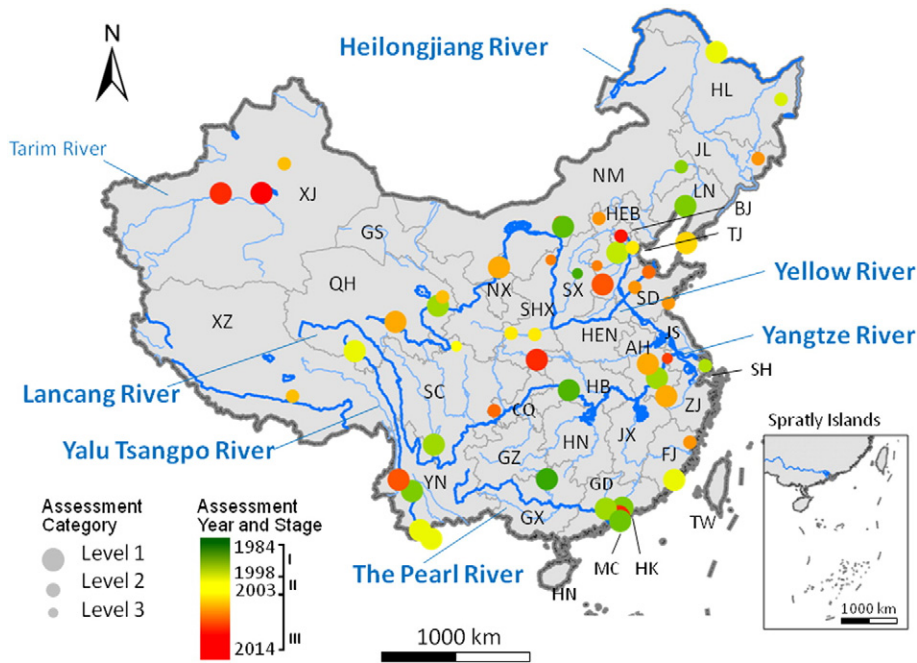 N
Heilongjiang River
HL
Tarim River
JL
NM
XJ
LN
HEB
BJ
GS
TJ
QH
Yellow River
NX
SX
SD
SHX
XZ
HEN
JS
Yangtze River
AH
SH
Lancang River
SC
HB
CQ
ZJ
Spratly Islands
Yalu Tsangpo River
HN
JX
GZ
FJ
YN
GD
Assessment
Category
Level 1
Level 2
Level 3
Assessment
Year and Stage
1984
I
1998
II
2003
III
2014
GX
TW
The Pearl River
MC
HK
HN
1000 km
1000 km